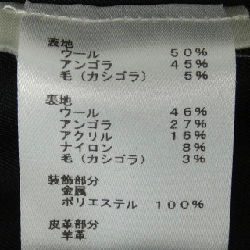 表地
ウール 50%
アンゴラ 45%
毛(カシゴラ) 5%
表地
ウール 46%
アンゴラ 27%
アクリル 15%
ナイロン 8%
毛(カシゴラ) 3%
装飾部分
金属
ポリエステル 100%
皮革部分
羊革